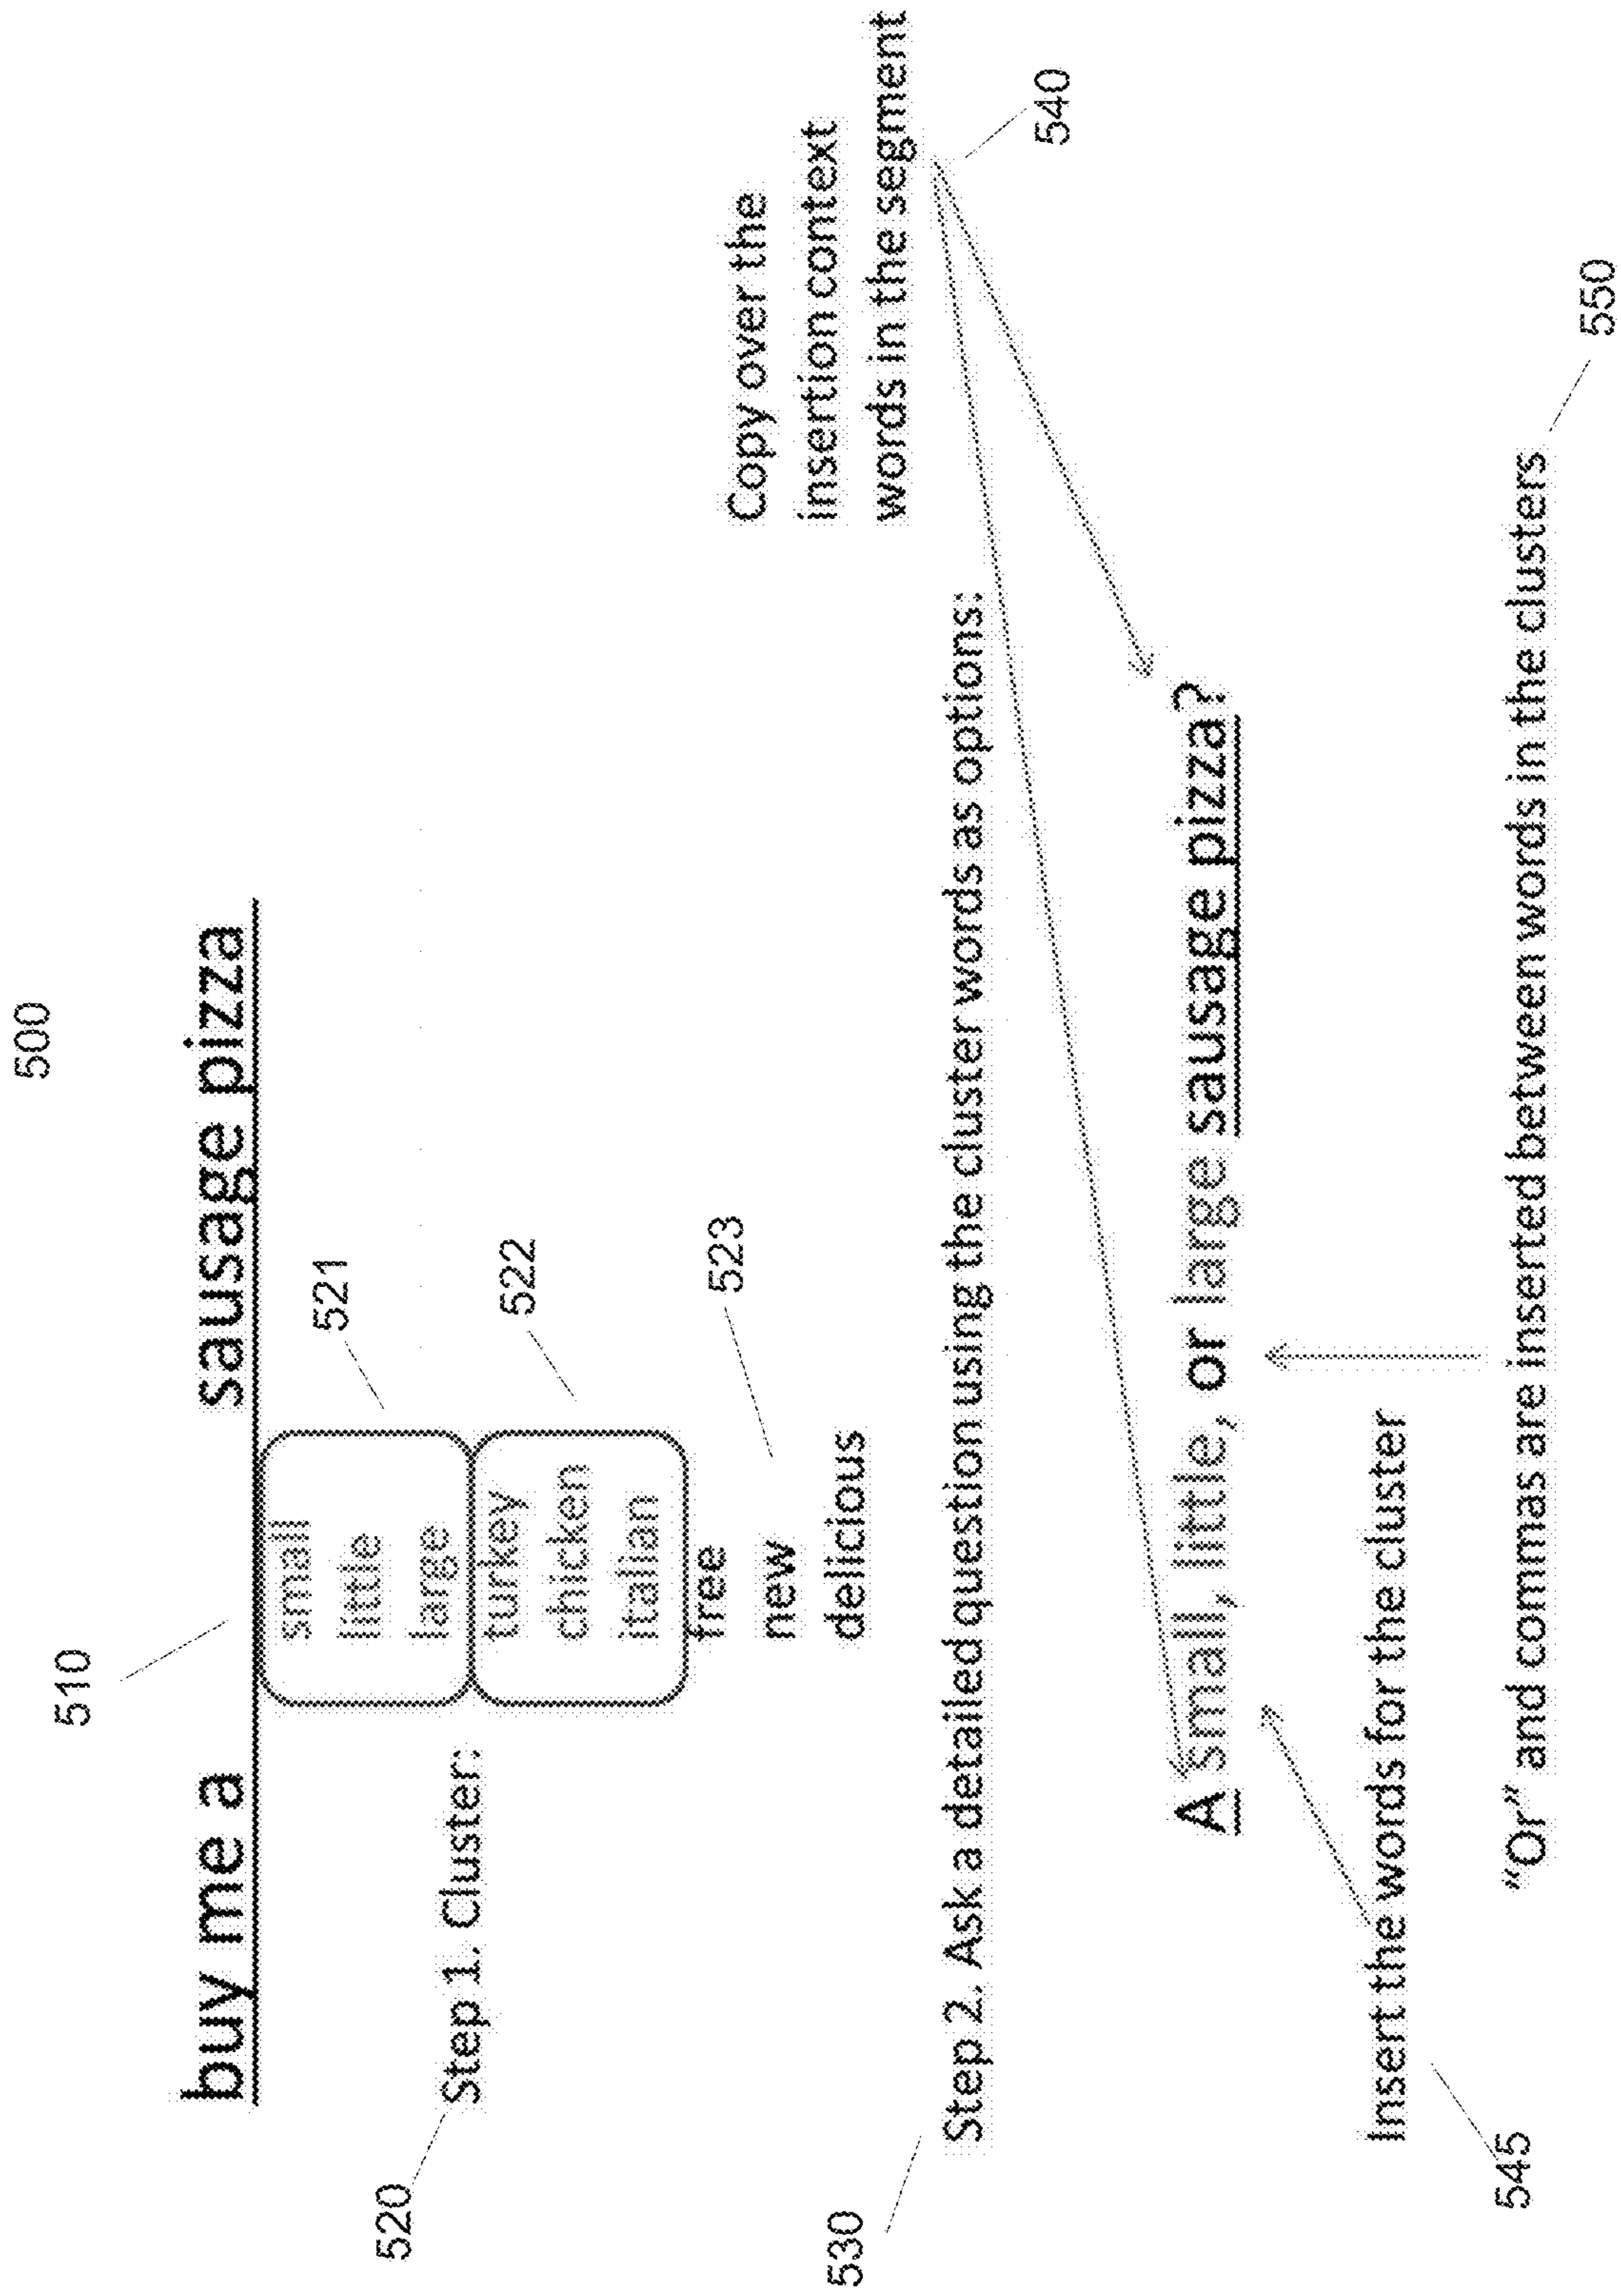 500
510
buy me a sausage pizza
520
Step 1. Cluster:
small
little
large
521
turkey
chicken
italian
522
free
new
delicious
523
530
Step 2. Ask a detailed question using the cluster words as options:
Copy over the
insertion context
words in the segment
540
A small, little, or large sausage pizza?
Insert the words for the cluster
545
"Or" and commas are inserted between words in the clusters
550